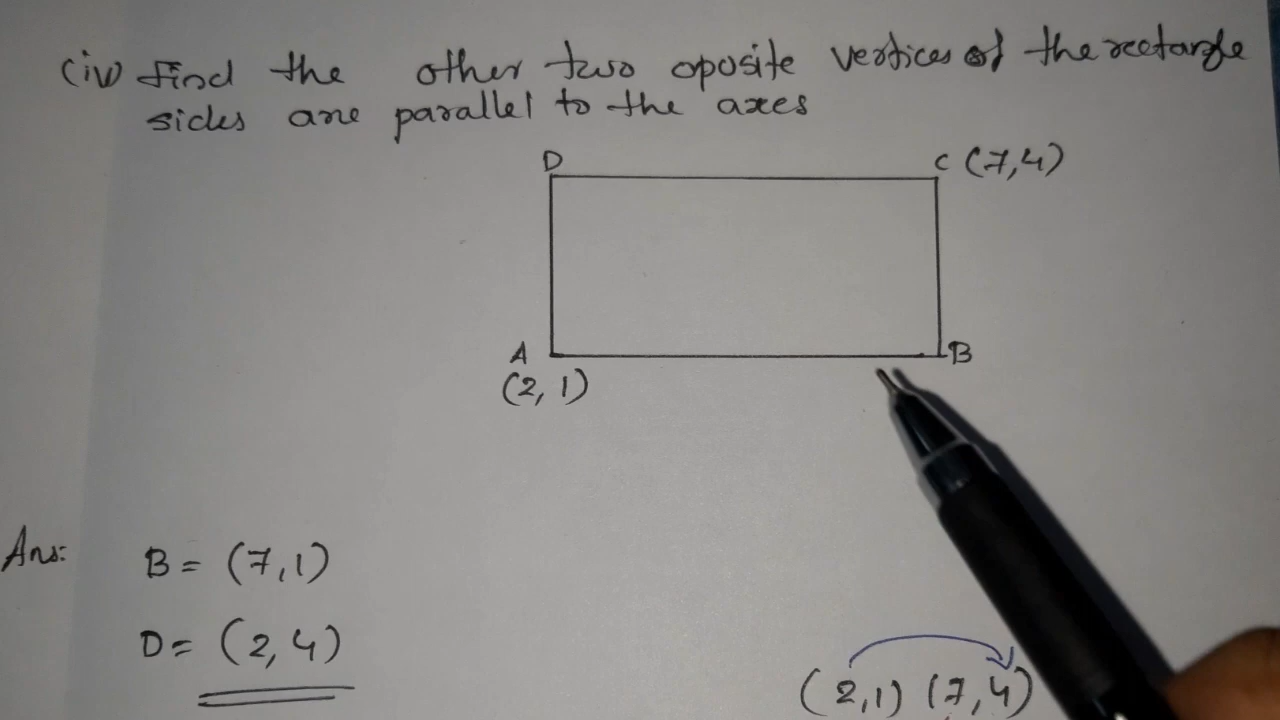 (iv) Find the other two oposite vertices of the rectangle
sides are parallel to the axes
D C (7,4)
A B
(2, 1)
Ans: B = (7,1)
D = (2,4)
(2,1) (7,4)